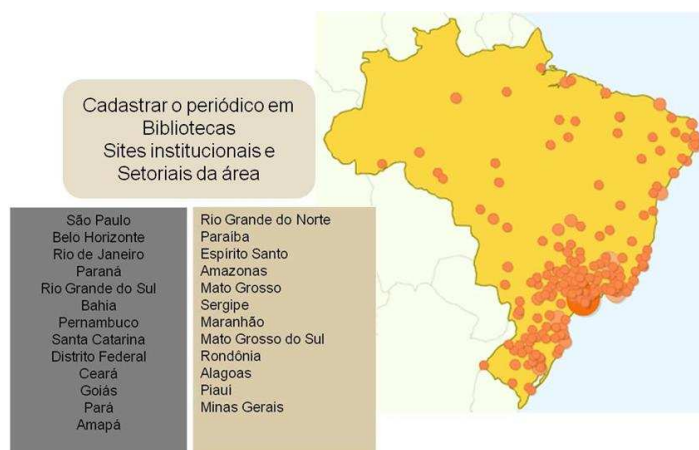 Cadastrar o periódico em
Bibliotecas
Sites institucionais e
Setoriais da área
São Paulo
Belo Horizonte
Rio de Janeiro
Paraná
Rio Grande do Sul
Bahia
Pernambuco
Santa Catarina
Distrito Federal
Ceará
Goiás
Pará
Amapá
Rio Grande do Norte
Paraíba
Espírito Santo
Amazonas
Mato Grosso
Sergipe
Maranhão
Mato Grosso do Sul
Rondônia
Alagoas
Piauí
Minas Gerais